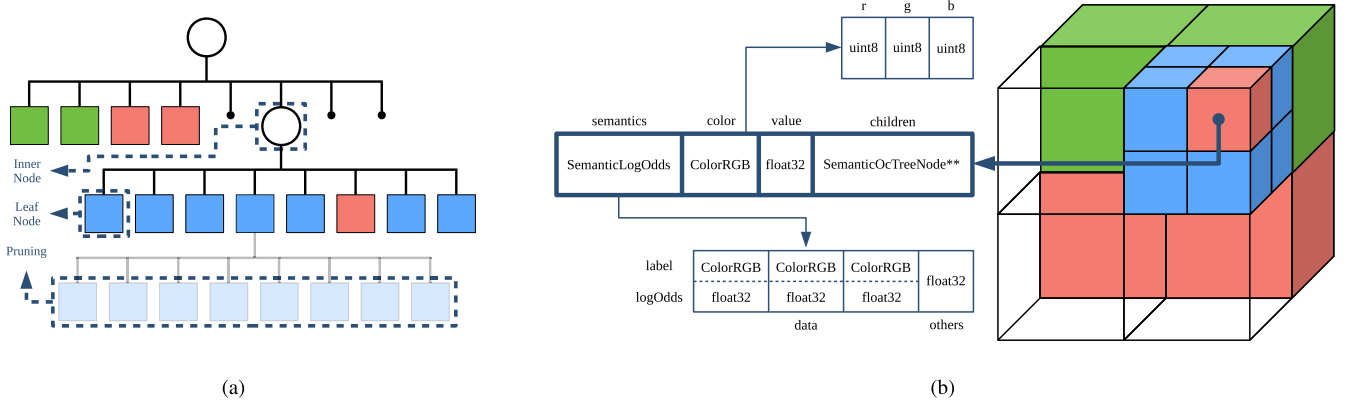 Inner
Node
Leaf
Node
Pruning
(a)
r g b
uint8 uint8 uint8
semantics color value children
SemanticLogOdds ColorRGB float32 SemanticOcTreeNode**
label ColorRGB ColorRGB ColorRGB float32
logOdds float32 float32 float32
data others
(b)